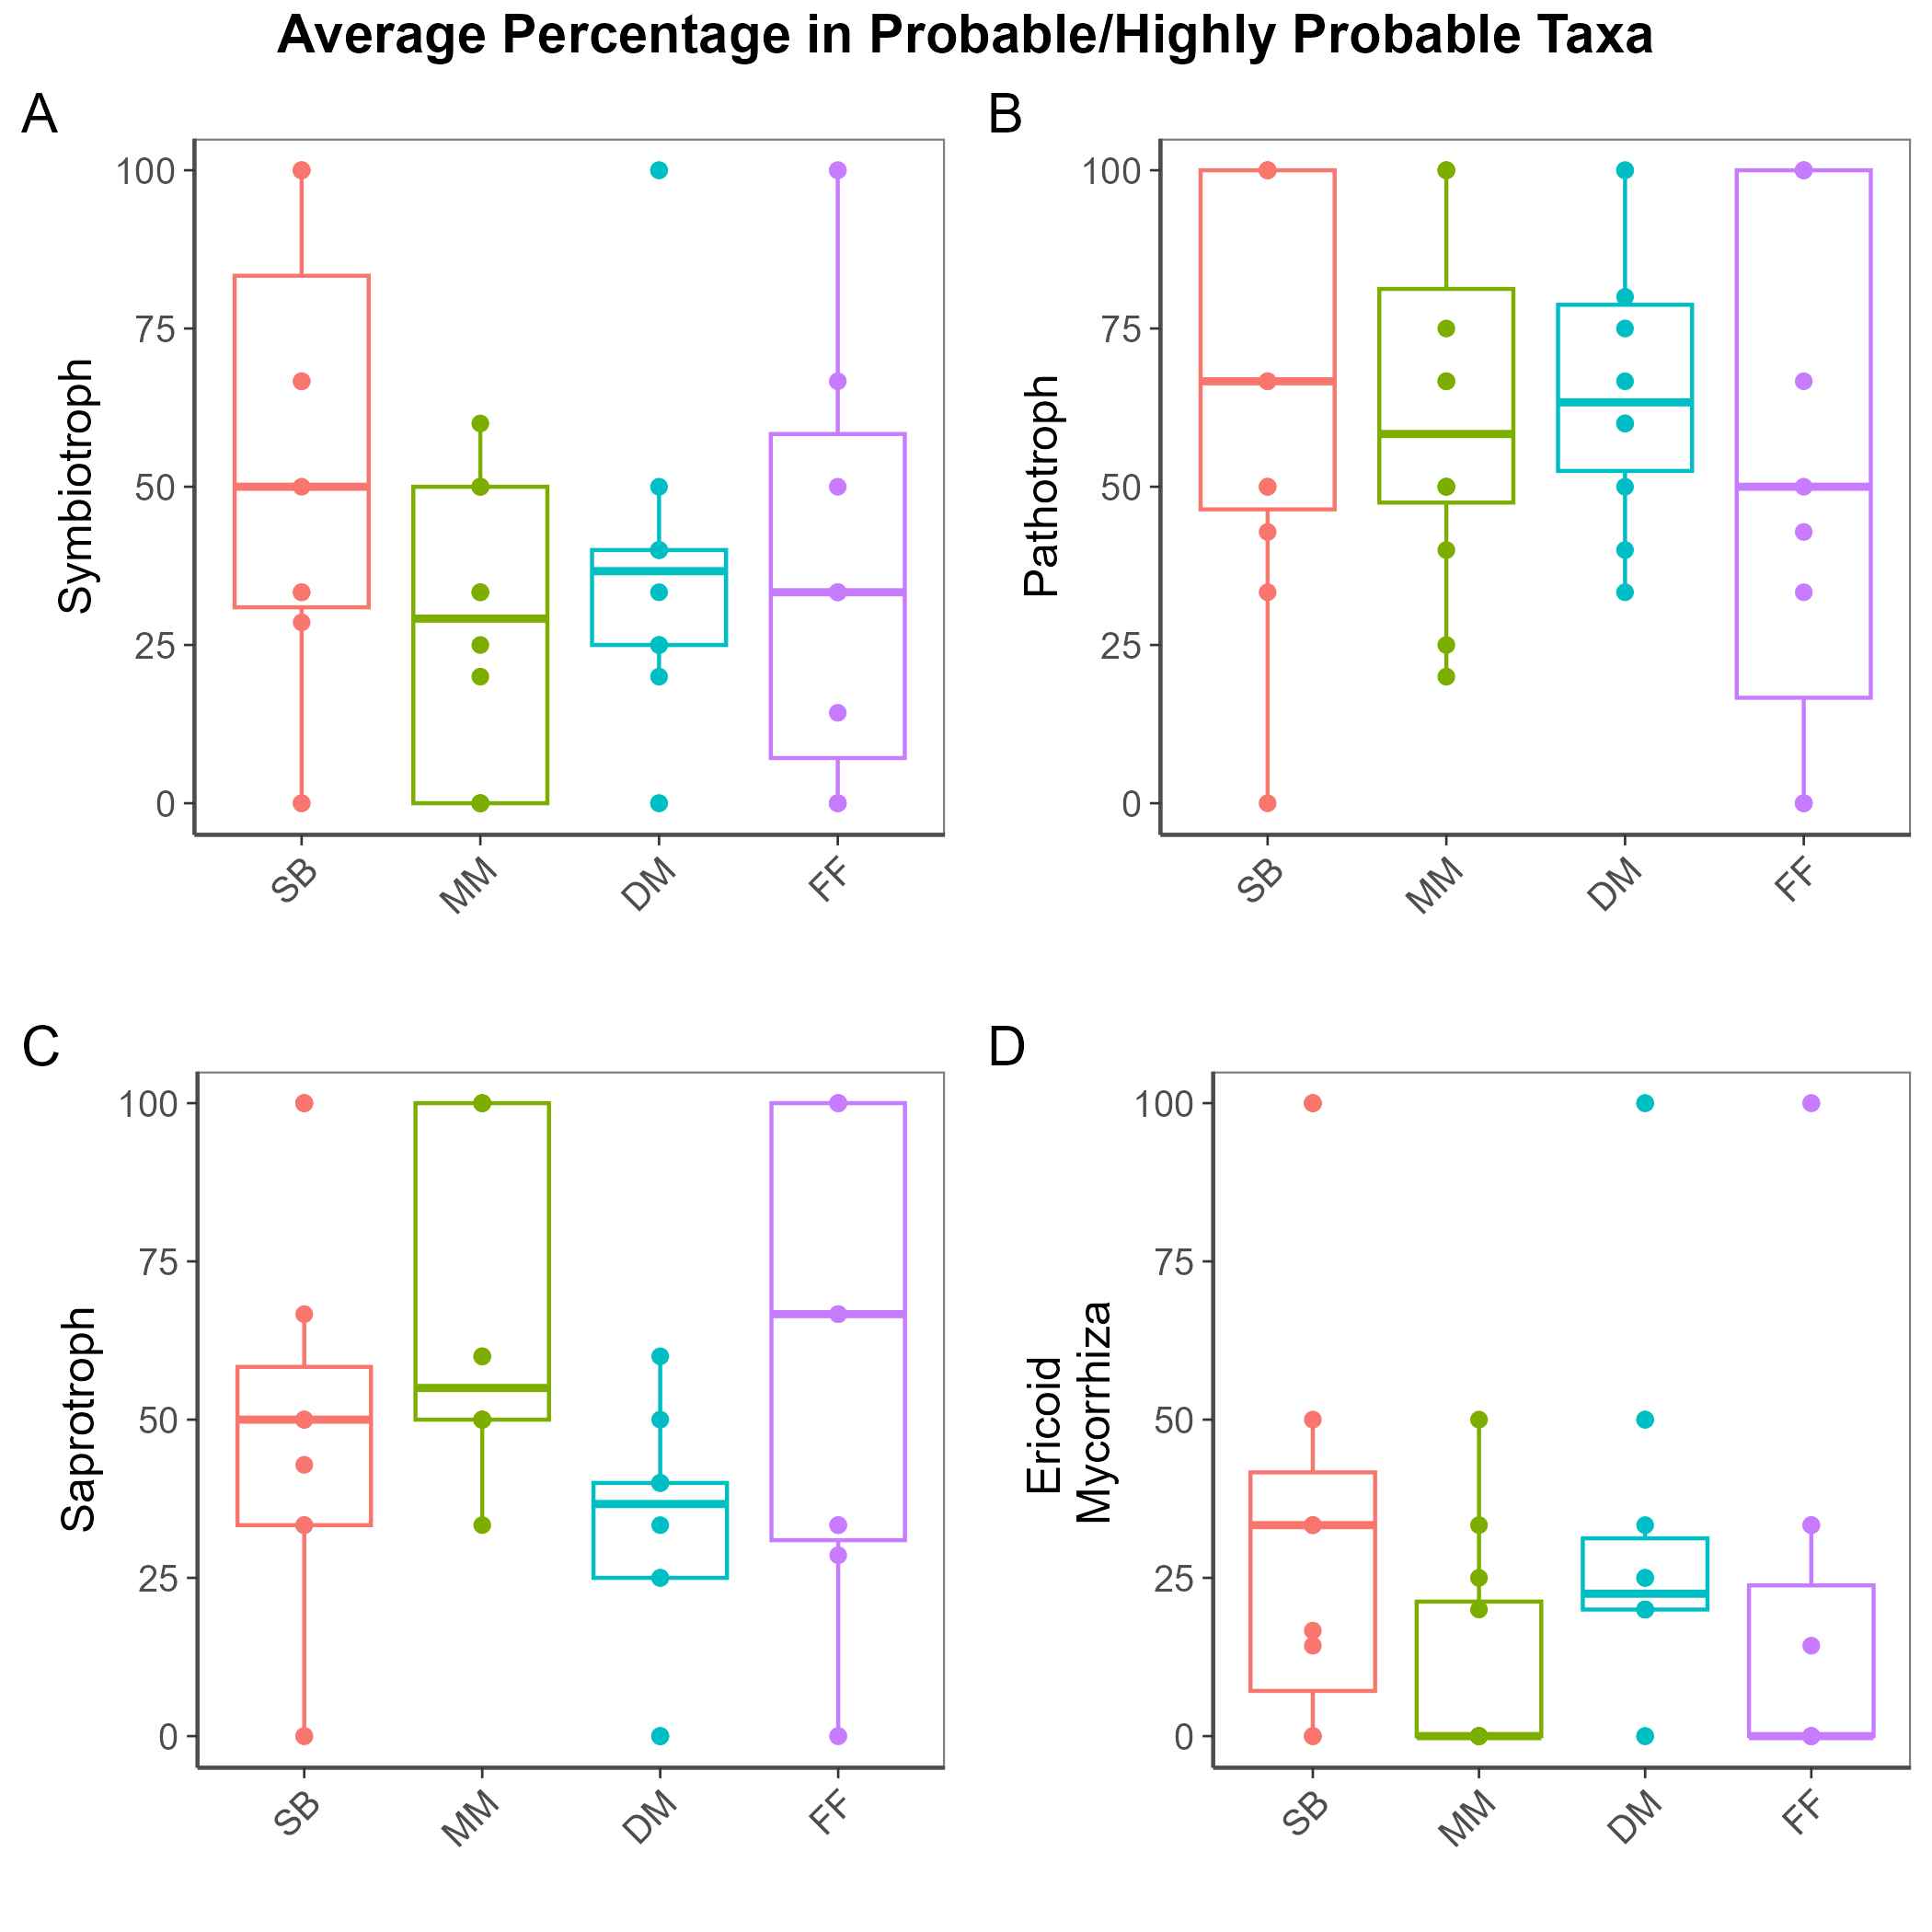 Average Percentage in Probable/Highly Probable Taxa
A
Symbiotroph
100
75
50
25
0
SB
MM
DM
FF
B
Pathotroph
100
75
50
25
0
SB
MM
DM
FF
C
Saprotroph
100
75
50
25
0
SB
MM
DM
FF
D
Ericoid
Mycorrhiza
100
75
50
25
0
SB
MM
DM
FF